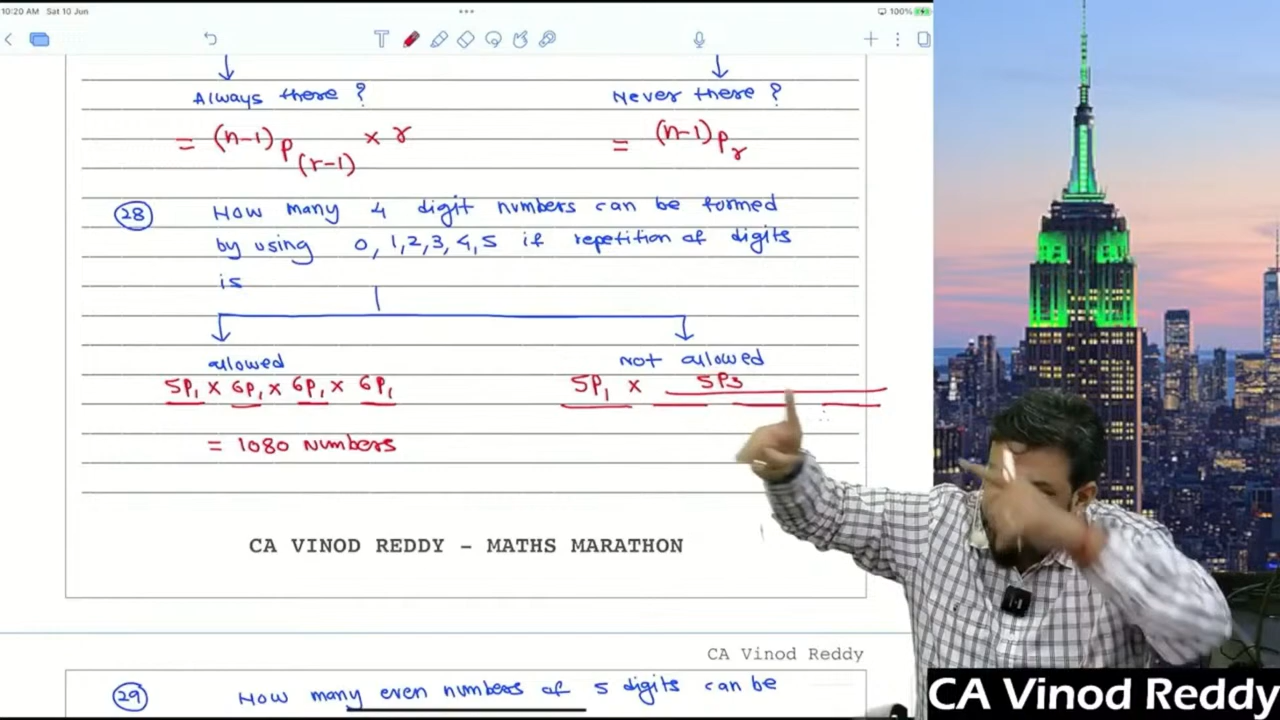 10:20 AM Sat 10 Jun
100%
T
Always there ?
Never there ?
= (n-1)P(r-1) × r
= (n-1)Pr
28 How many 4 digit numbers can be formed
by using 0, 1, 2, 3, 4, 5 if repetition of digits
is
allowed
not allowed
5P1 × 6P1 × 6P1 × 6P1
5P1 × 5P3
= 1080 Numbers
CA VINOD REDDY - MATHS MARATHON
CA Vinod Reddy
29 How many even numbers of 5 digits can be
CA Vinod Reddy